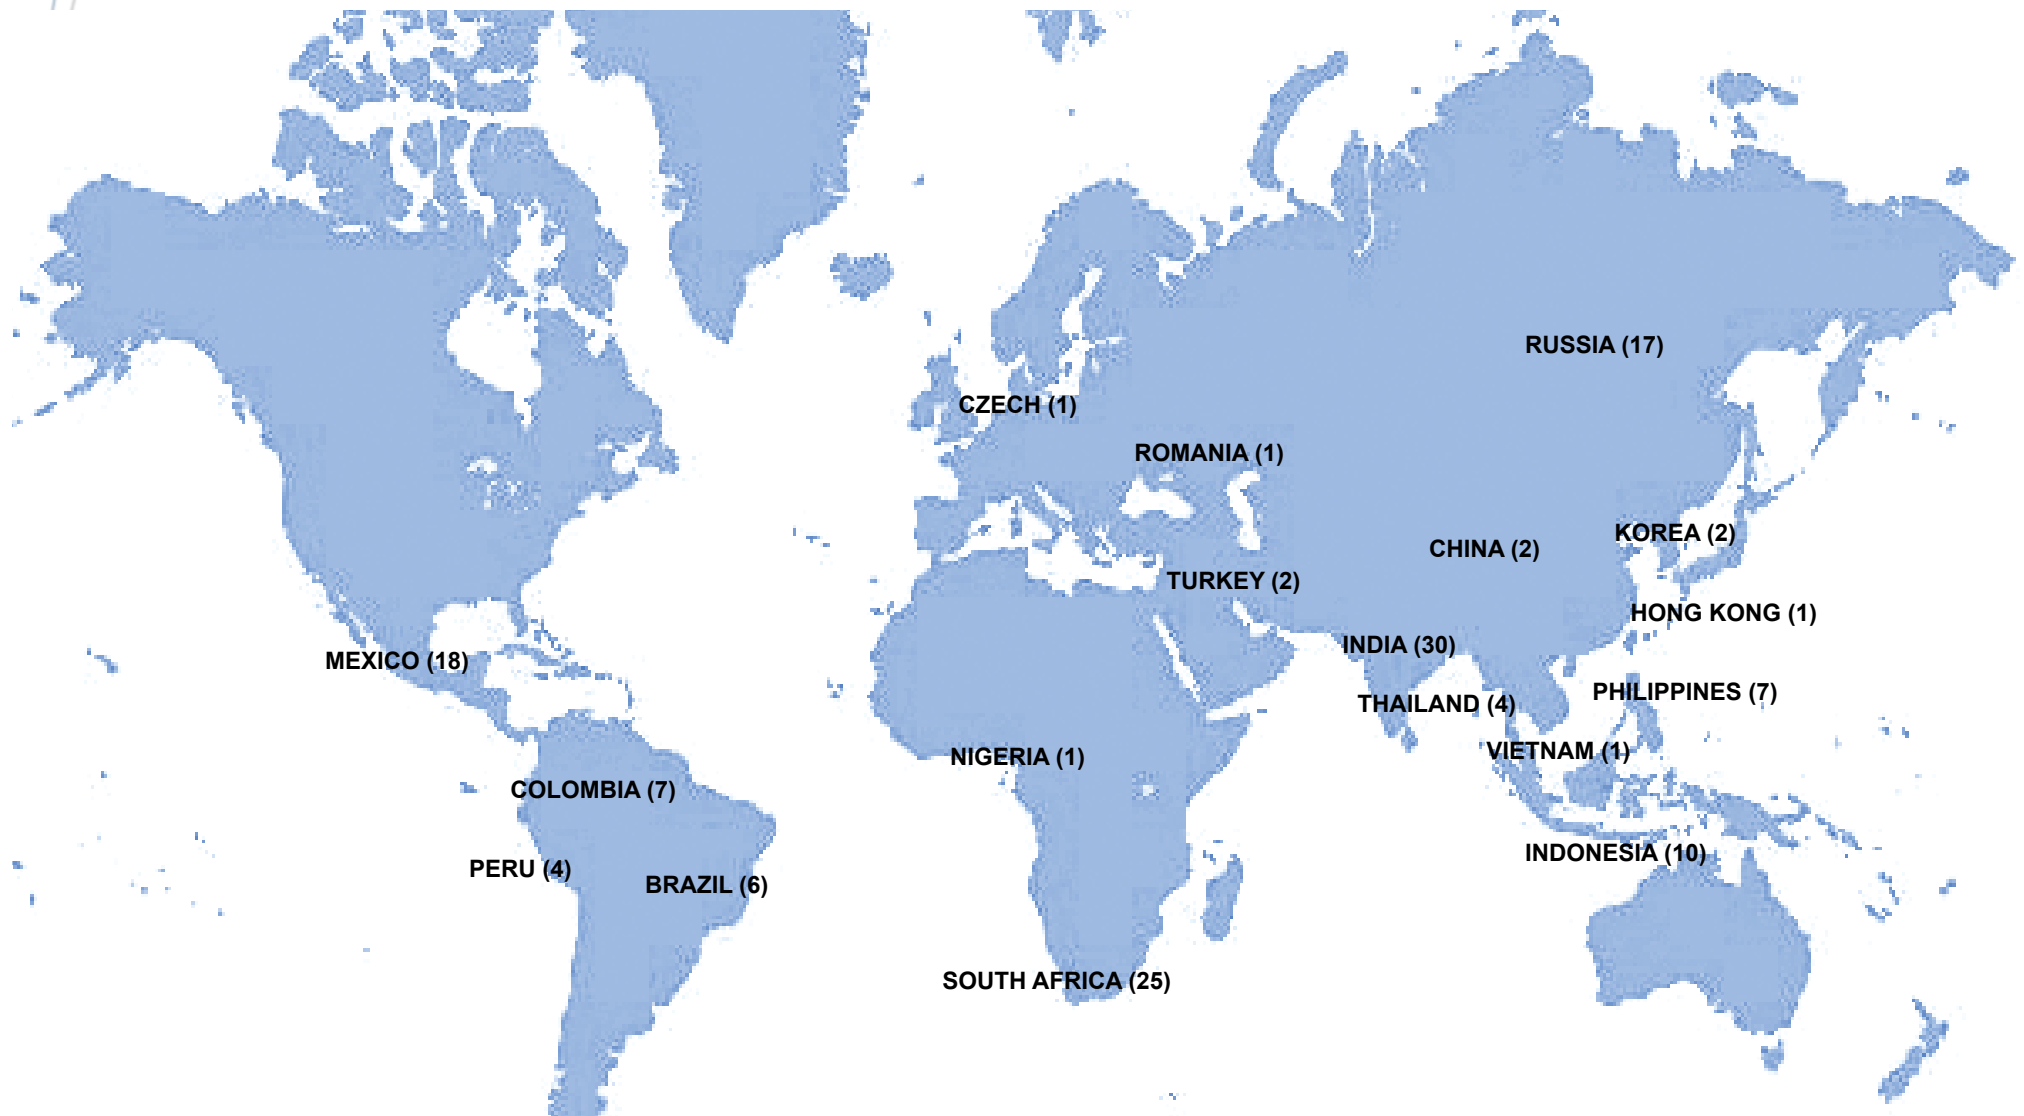 RUSSIA (17)
CZECH (1)
ROMANIA (1)
KOREA (2)
CHINA (2)
TURKEY (2)
HONG KONG (1)
INDIA (30)
MEXICO (18)
PHILIPPINES (7)
THAILAND (4)
VIETNAM (1)
NIGERIA (1)
COLOMBIA (7)
INDONESIA (10)
PERU (4)
BRAZIL (6)
SOUTH AFRICA (25)